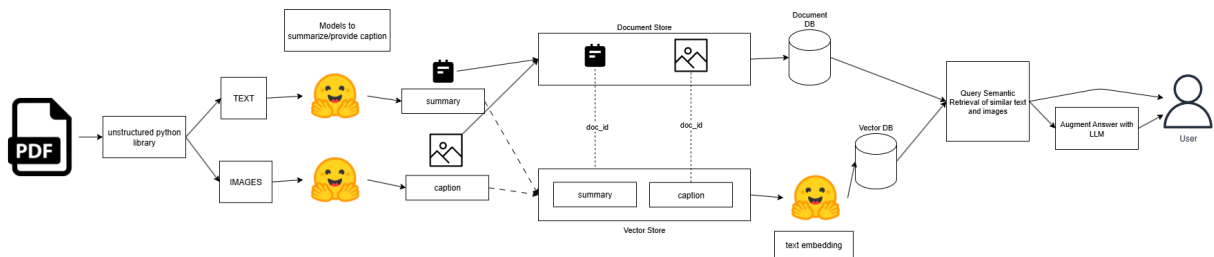 Models to
summarize/provide caption
Document Store
Document
DB
PDF
unstructured python
library
TEXT
IMAGES
summary
caption
doc_id
doc_id
summary
caption
Vector Store
text embedding
Vector DB
Query Semantic
Retrieval of similar text
and images
Augment Answer with
LLM
User